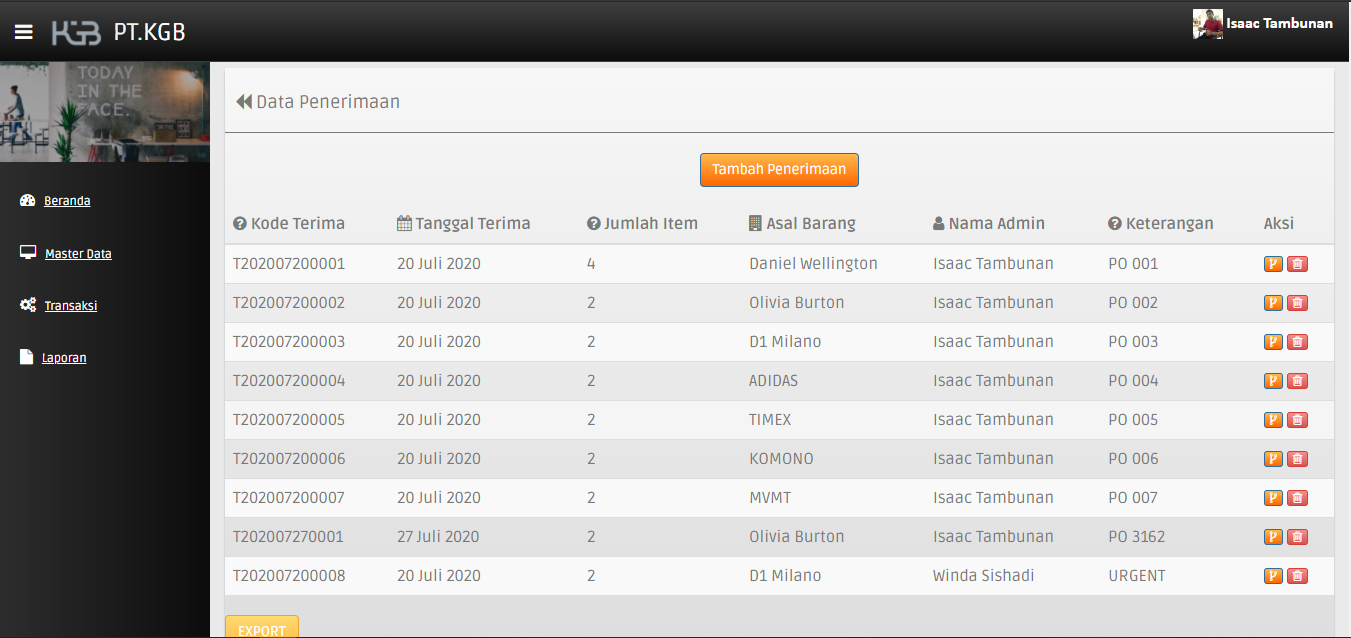 KGB PT.KGB
Isaac Tambunan
TODAY
IN THE
FACE.
Beranda
Master Data
Transaksi
Laporan
Data Penerimaan
Tambah Penerimaan
Kode Terima Tanggal Terima Jumlah Item Asal Barang Nama Admin Keterangan Aksi
T202007200001 20 Juli 2020 4 Daniel Wellington Isaac Tambunan PO 001
T202007200002 20 Juli 2020 2 Olivia Burton Isaac Tambunan PO 002
T202007200003 20 Juli 2020 2 D1 Milano Isaac Tambunan PO 003
T202007200004 20 Juli 2020 2 ADIDAS Isaac Tambunan PO 004
T202007200005 20 Juli 2020 2 TIMEX Isaac Tambunan PO 005
T202007200006 20 Juli 2020 2 KOMONO Isaac Tambunan PO 006
T202007200007 20 Juli 2020 2 MVMT Isaac Tambunan PO 007
T202007270001 27 Juli 2020 2 Olivia Burton Isaac Tambunan PO 3162
T202007200008 20 Juli 2020 2 D1 Milano Winda Sishadi URGENT
EXPORT